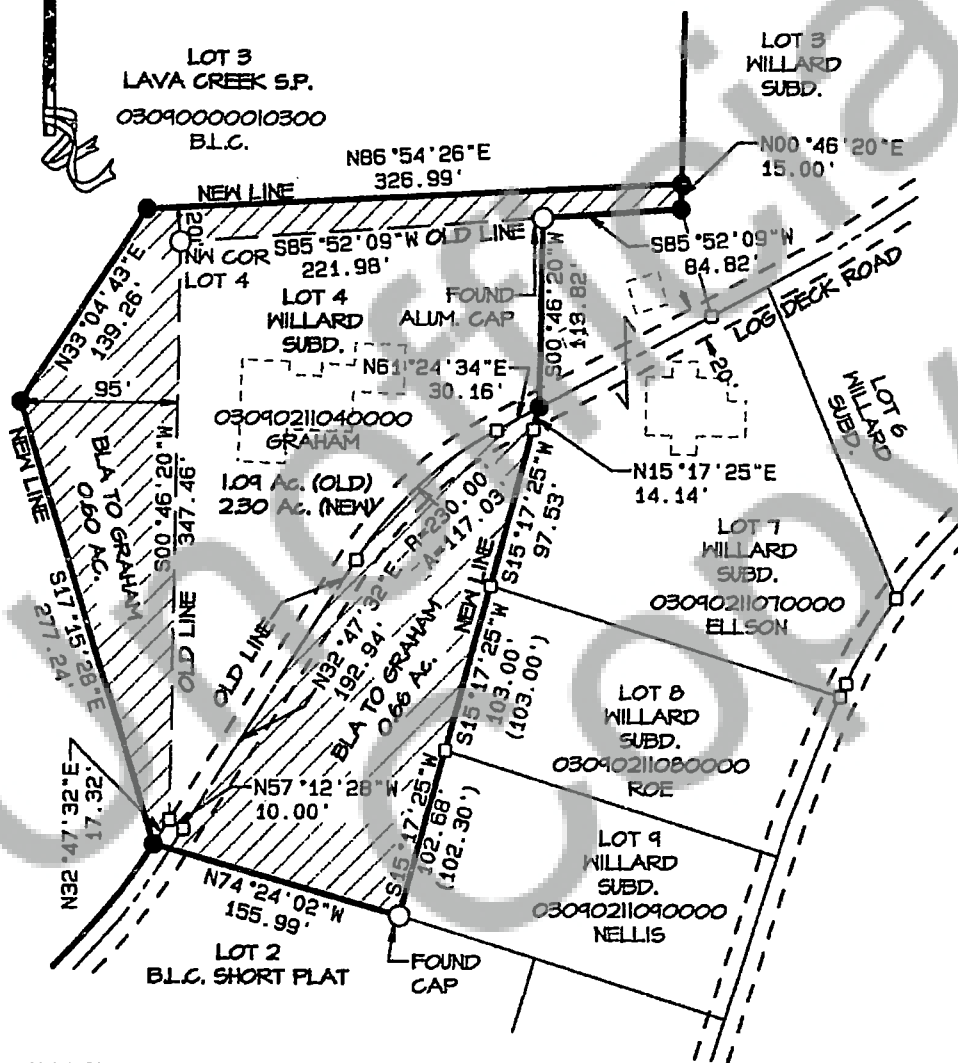 LOT 3
LAVA CREEK S.P.
03090000010300
B.L.C.
LOT 3
WILLARD
SUBD.
N00°46'20"E
15.00'
N86°54'26"E
326.99'
NEW LINE
20'
S85°52'09"W OLD LINE
221.98'
NW COR
LOT 4
S85°52'09"W
84.82'
N33°04'43"E
139.26'
LOT 4
WILLARD
SUBD.
FOUND
ALUM. CAP
S00°46'20"W
LOG DECK ROAD
20'
N61°24'34"E
30.16'
95'
03090211040000
GRAHAM
1.09 Ac. (OLD)
2.30 Ac. (NEW)
LOT 6
WILLARD
SUBD.
N15°17'25"E
14.14'
NEW LINE
S17°15'28"E
277.24'
BLA TO GRAHAM
0.60 AC.
S00°46'20"W
347.46'
OLD LINE
R=230.00'
A=117.03'
S15°17'25"W
97.53'
NEW LINE
LOT 7
WILLARD
SUBD.
03090211070000
ELLSON
OLD LINE
N32°47'32"E
192.94'
BLA TO GRAHAM
0.66 Ac.
S15°17'25"W
103.00'
(103.00')
LOT 8
WILLARD
SUBD.
03090211080000
ROE
N32°47'32"E
17.32'
N57°12'28"W
10.00'
S15°17'25"W
102.68'
(102.30')
LOT 9
WILLARD
SUBD.
03090211090000
NELLIS
N74°24'02"W
155.99'
LOT 2
B.L.C. SHORT PLAT
FOUND
CAP
Unofficial
Copy